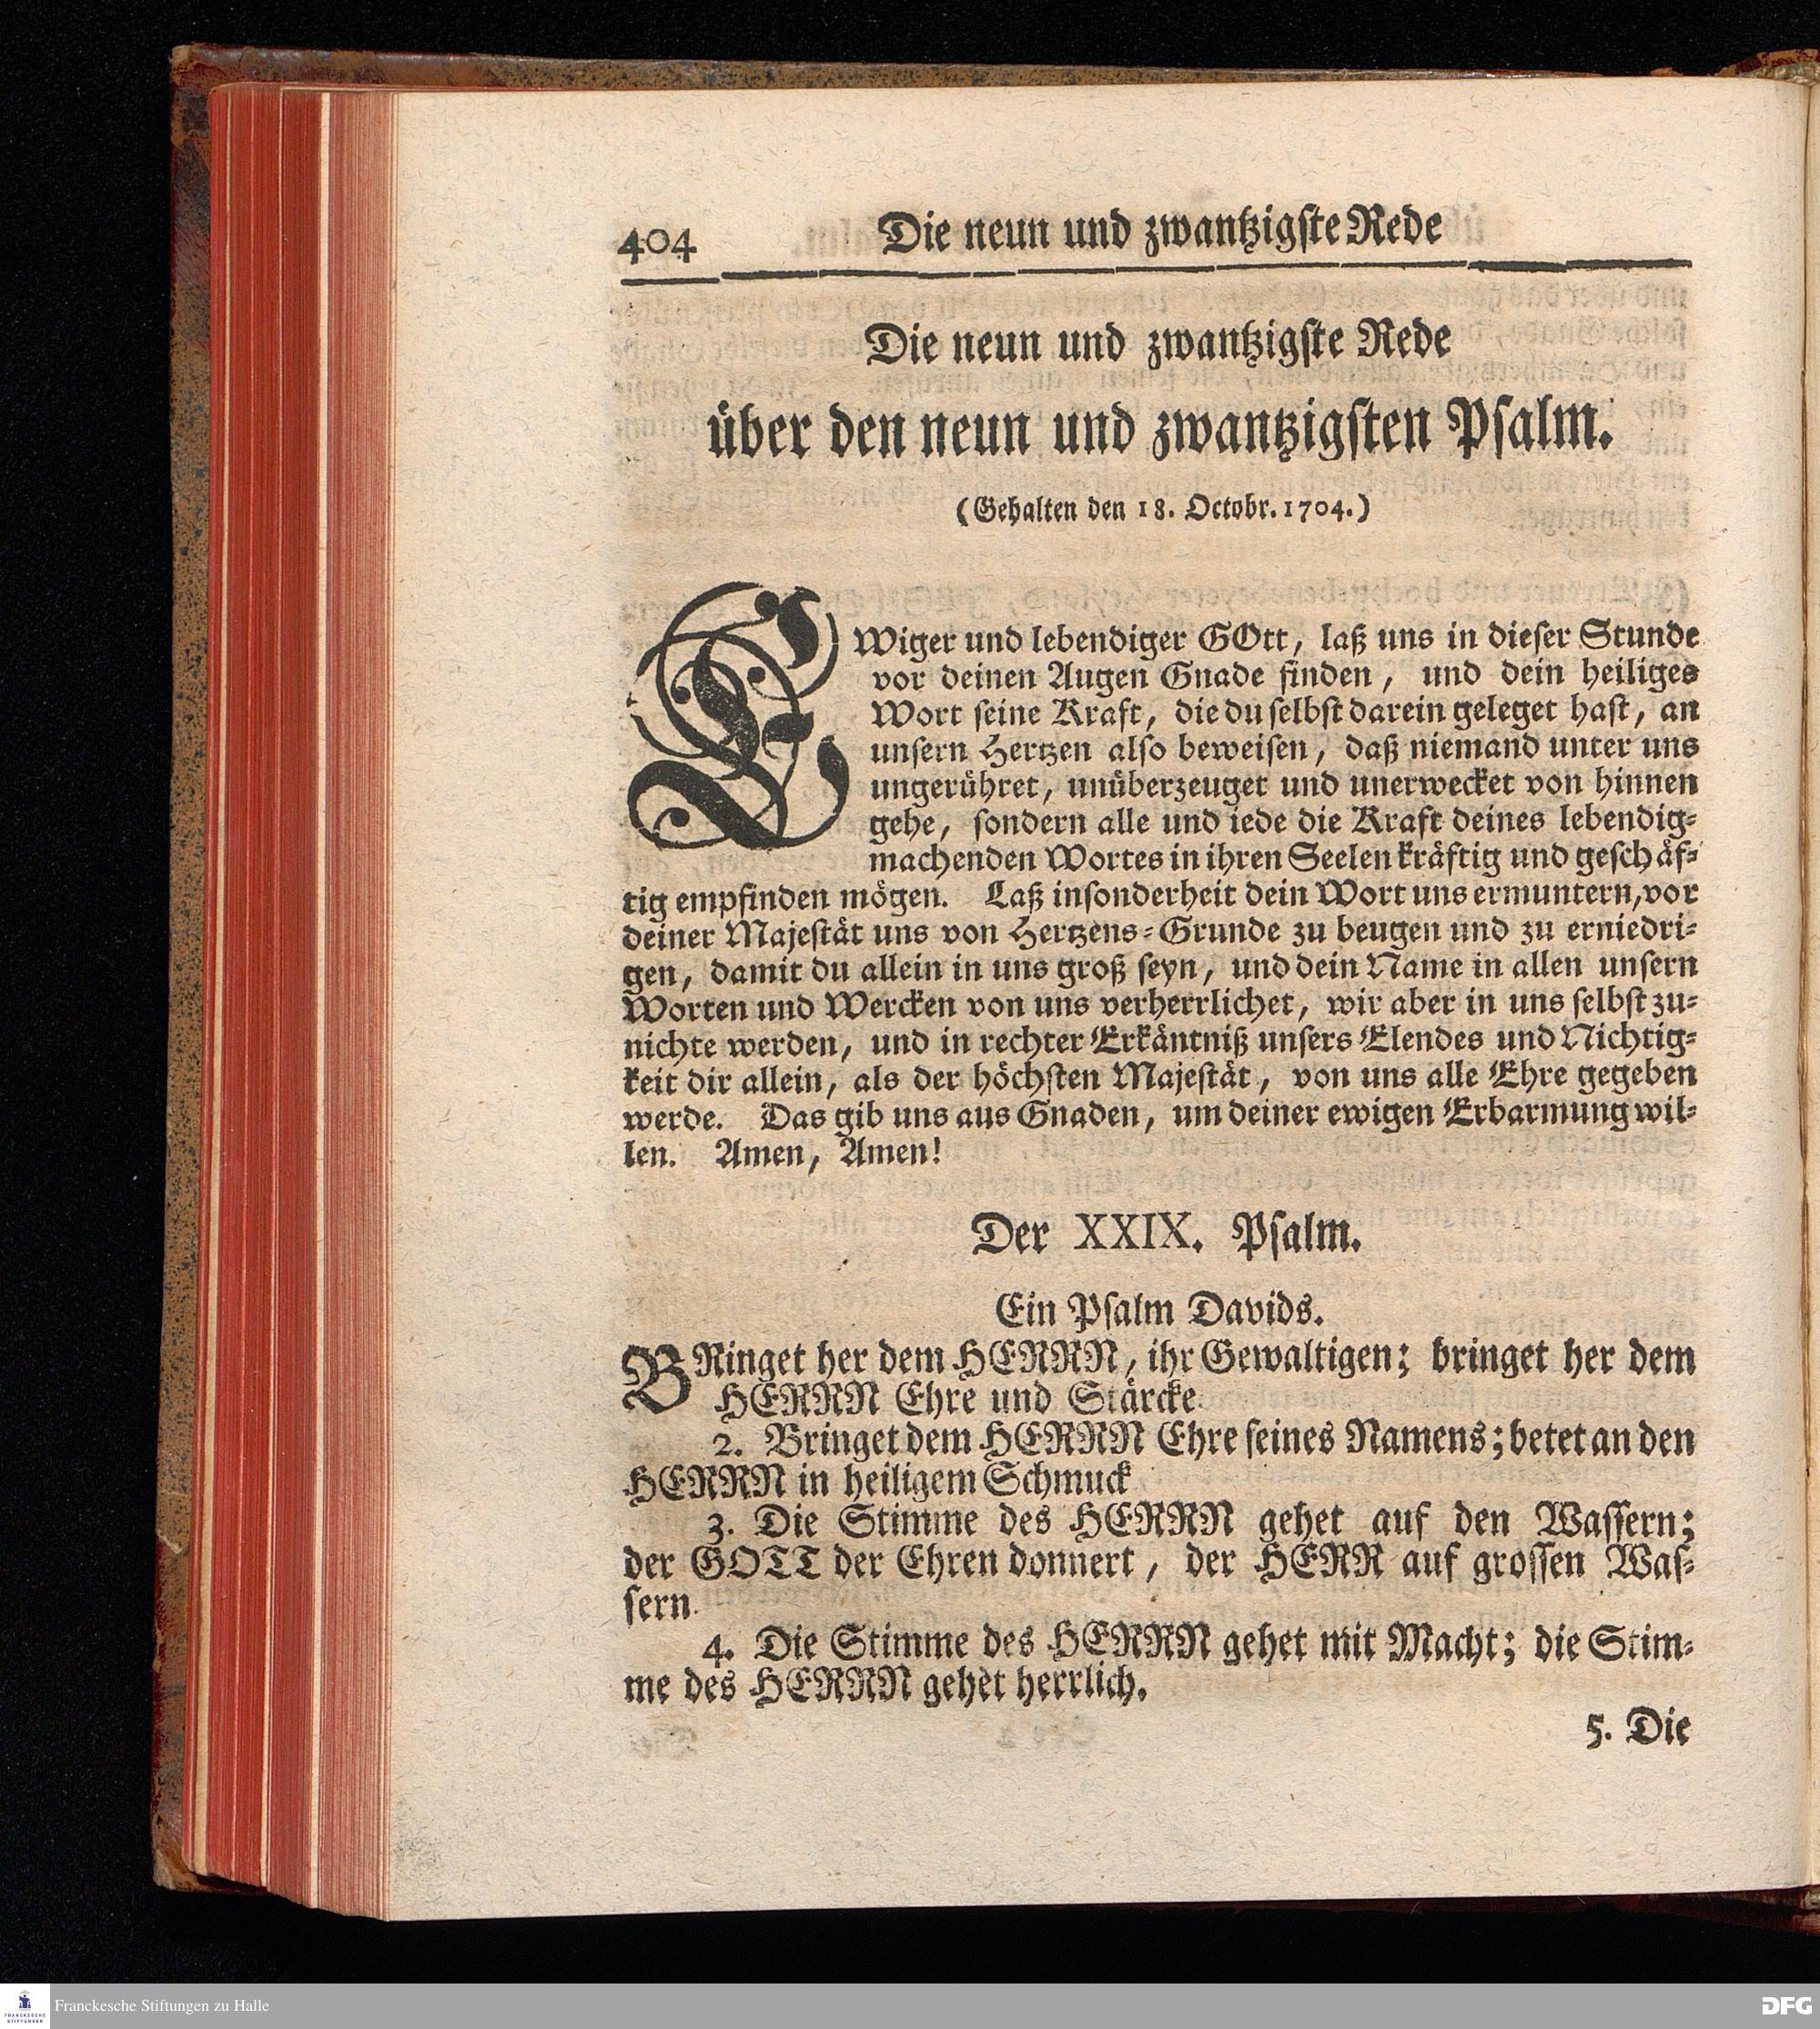 404 Die neun und zwantzigſte Rede
Die neun und zwantzigſte Rede
über den neun und zwantzigſten Pſalm.
(Gehalten den 18. Octobr. 1704.)
EWiger und lebendiger GOtt, laß uns in dieſer Stunde
vor deinen Augen Gnade finden, und dein heiliges
Wort ſeine Kraft, die du ſelbſt darein geleget haſt, an
unſern Hertzen alſo beweiſen, daß niemand unter uns
ungerühret, unüberzeuget und unerwecket von hinnen
gehe, ſondern alle und iede die Kraft deines lebendig⸗
machenden Wortes in ihren Seelen kräftig und geſchäf⸗
tig empfinden mögen. Laß inſonderheit dein Wort uns ermuntern, vor
deiner Majeſtät uns von Hertzens⸗Grunde zu beugen und zu erniedri⸗
gen, damit du allein in uns groß ſeyn, und dein Name in allen unſern
Worten und Wercken von uns verherrlichet, wir aber in uns ſelbſt zu⸗
nichte werden, und in rechter Erkäntniß unſers Elendes und Nichtig⸗
keit dir allein, als der höchſten Majeſtät, von uns alle Ehre gegeben
werde. Das gib uns aus Gnaden, um deiner ewigen Erbarmung wil⸗
len. Amen, Amen!
Der XXIX. Pſalm.
Ein Pſalm Davids.
BRinget her dem HERRN, ihr Gewaltigen; bringet her dem
HERRN Ehre und Stärcke.
2. Bringet dem HERRN Ehre ſeines Namens; betet an den
HERRN in heiligem Schmuck
3. Die Stimme des HERRN gehet auf den Waſſern;
der GOTT der Ehren donnert, der HERR auf groſſen Waſ⸗
ſern.
4. Die Stimme des HERRN gehet mit Macht; die Stim⸗
me des HERRN gehet herrlich.
5. Die
FRANCKESCHE
STIFTUNGEN
Franckesche Stiftungen zu Halle
DFG